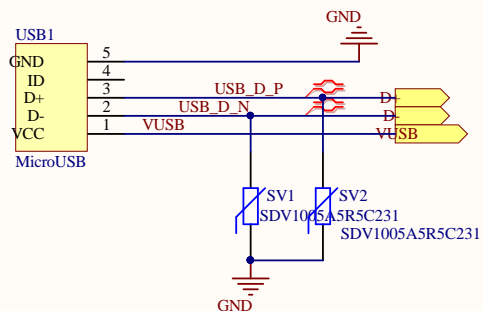 GND
USB1
GND 5
ID 4
D+ 3 USB_D_P D+
D- 2 USB_D_N D-
VCC 1 VUSB VUSB
MicroUSB
SV1 SV2
SDV1005A5R5C231
SDV1005A5R5C231
GND